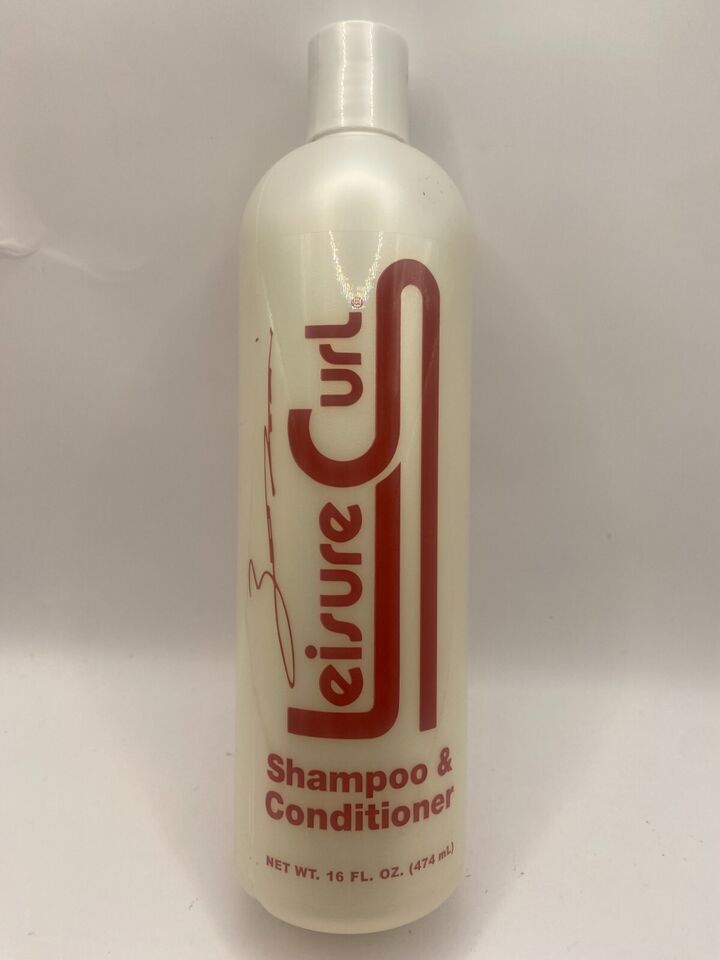 Leisure Curl
Shampoo &
Conditioner
NET WT. 16 FL. OZ. (474 mL)